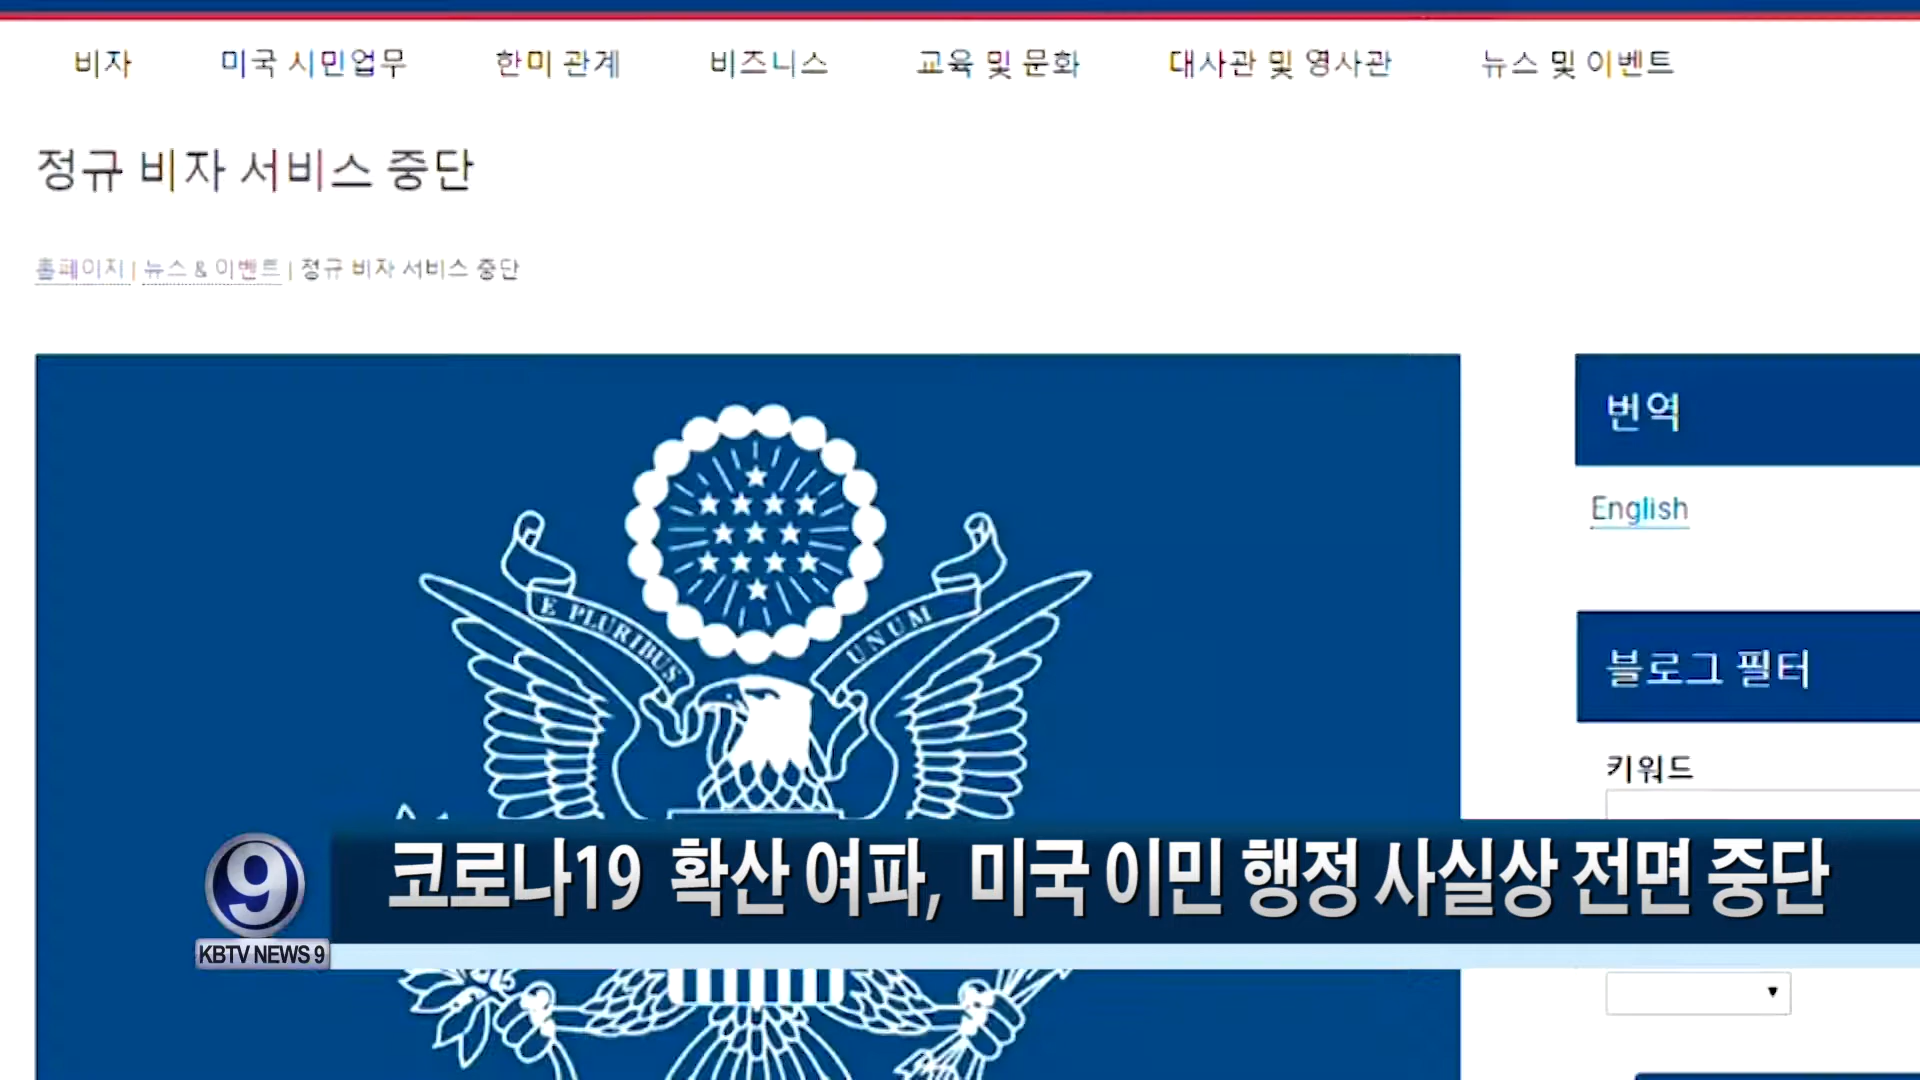 비자 미국 시민업무 한미 관계 비즈니스 교육 및 문화 대사관 및 영사관 뉴스 및 이벤트
정규 비자 서비스 중단
홈페이지 | 뉴스 & 이벤트 | 정규 비자 서비스 중단
번역
English
E PLURIBUS UNUM
블로그 필터
키워드
9
코로나19 확산 여파, 미국 이민 행정 사실상 전면 중단
KBTV NEWS 9